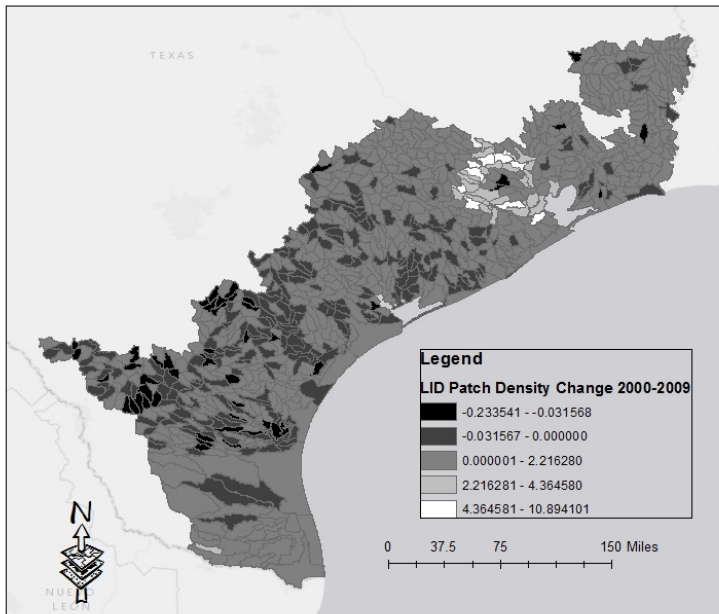 TEXAS
Legend
LID Patch Density Change 2000-2009
-0.233541 - -0.031568
-0.031567 - 0.000000
0.000001 - 2.216280
2.216281 - 4.364580
4.364581 - 10.894101
N
0 37.5 75 150 Miles
NUEVO
LEON